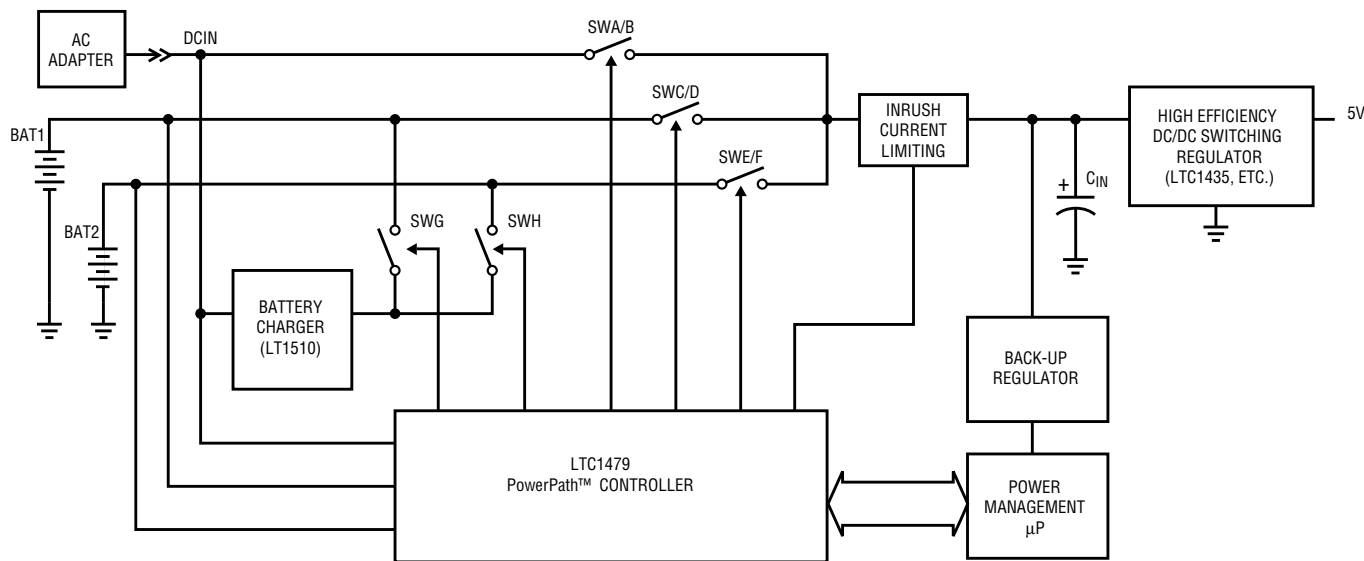 AC
ADAPTER
DCIN
SWA/B
SWC/D
SWE/F
BAT1
BAT2
SWG
SWH
BATTERY
CHARGER
(LT1510)
INRUSH
CURRENT
LIMITING
+
CIN
HIGH EFFICIENCY
DC/DC SWITCHING
REGULATOR
(LTC1435, ETC.)
5V
BACK-UP
REGULATOR
LTC1479
PowerPath™ CONTROLLER
POWER
MANAGEMENT
µP